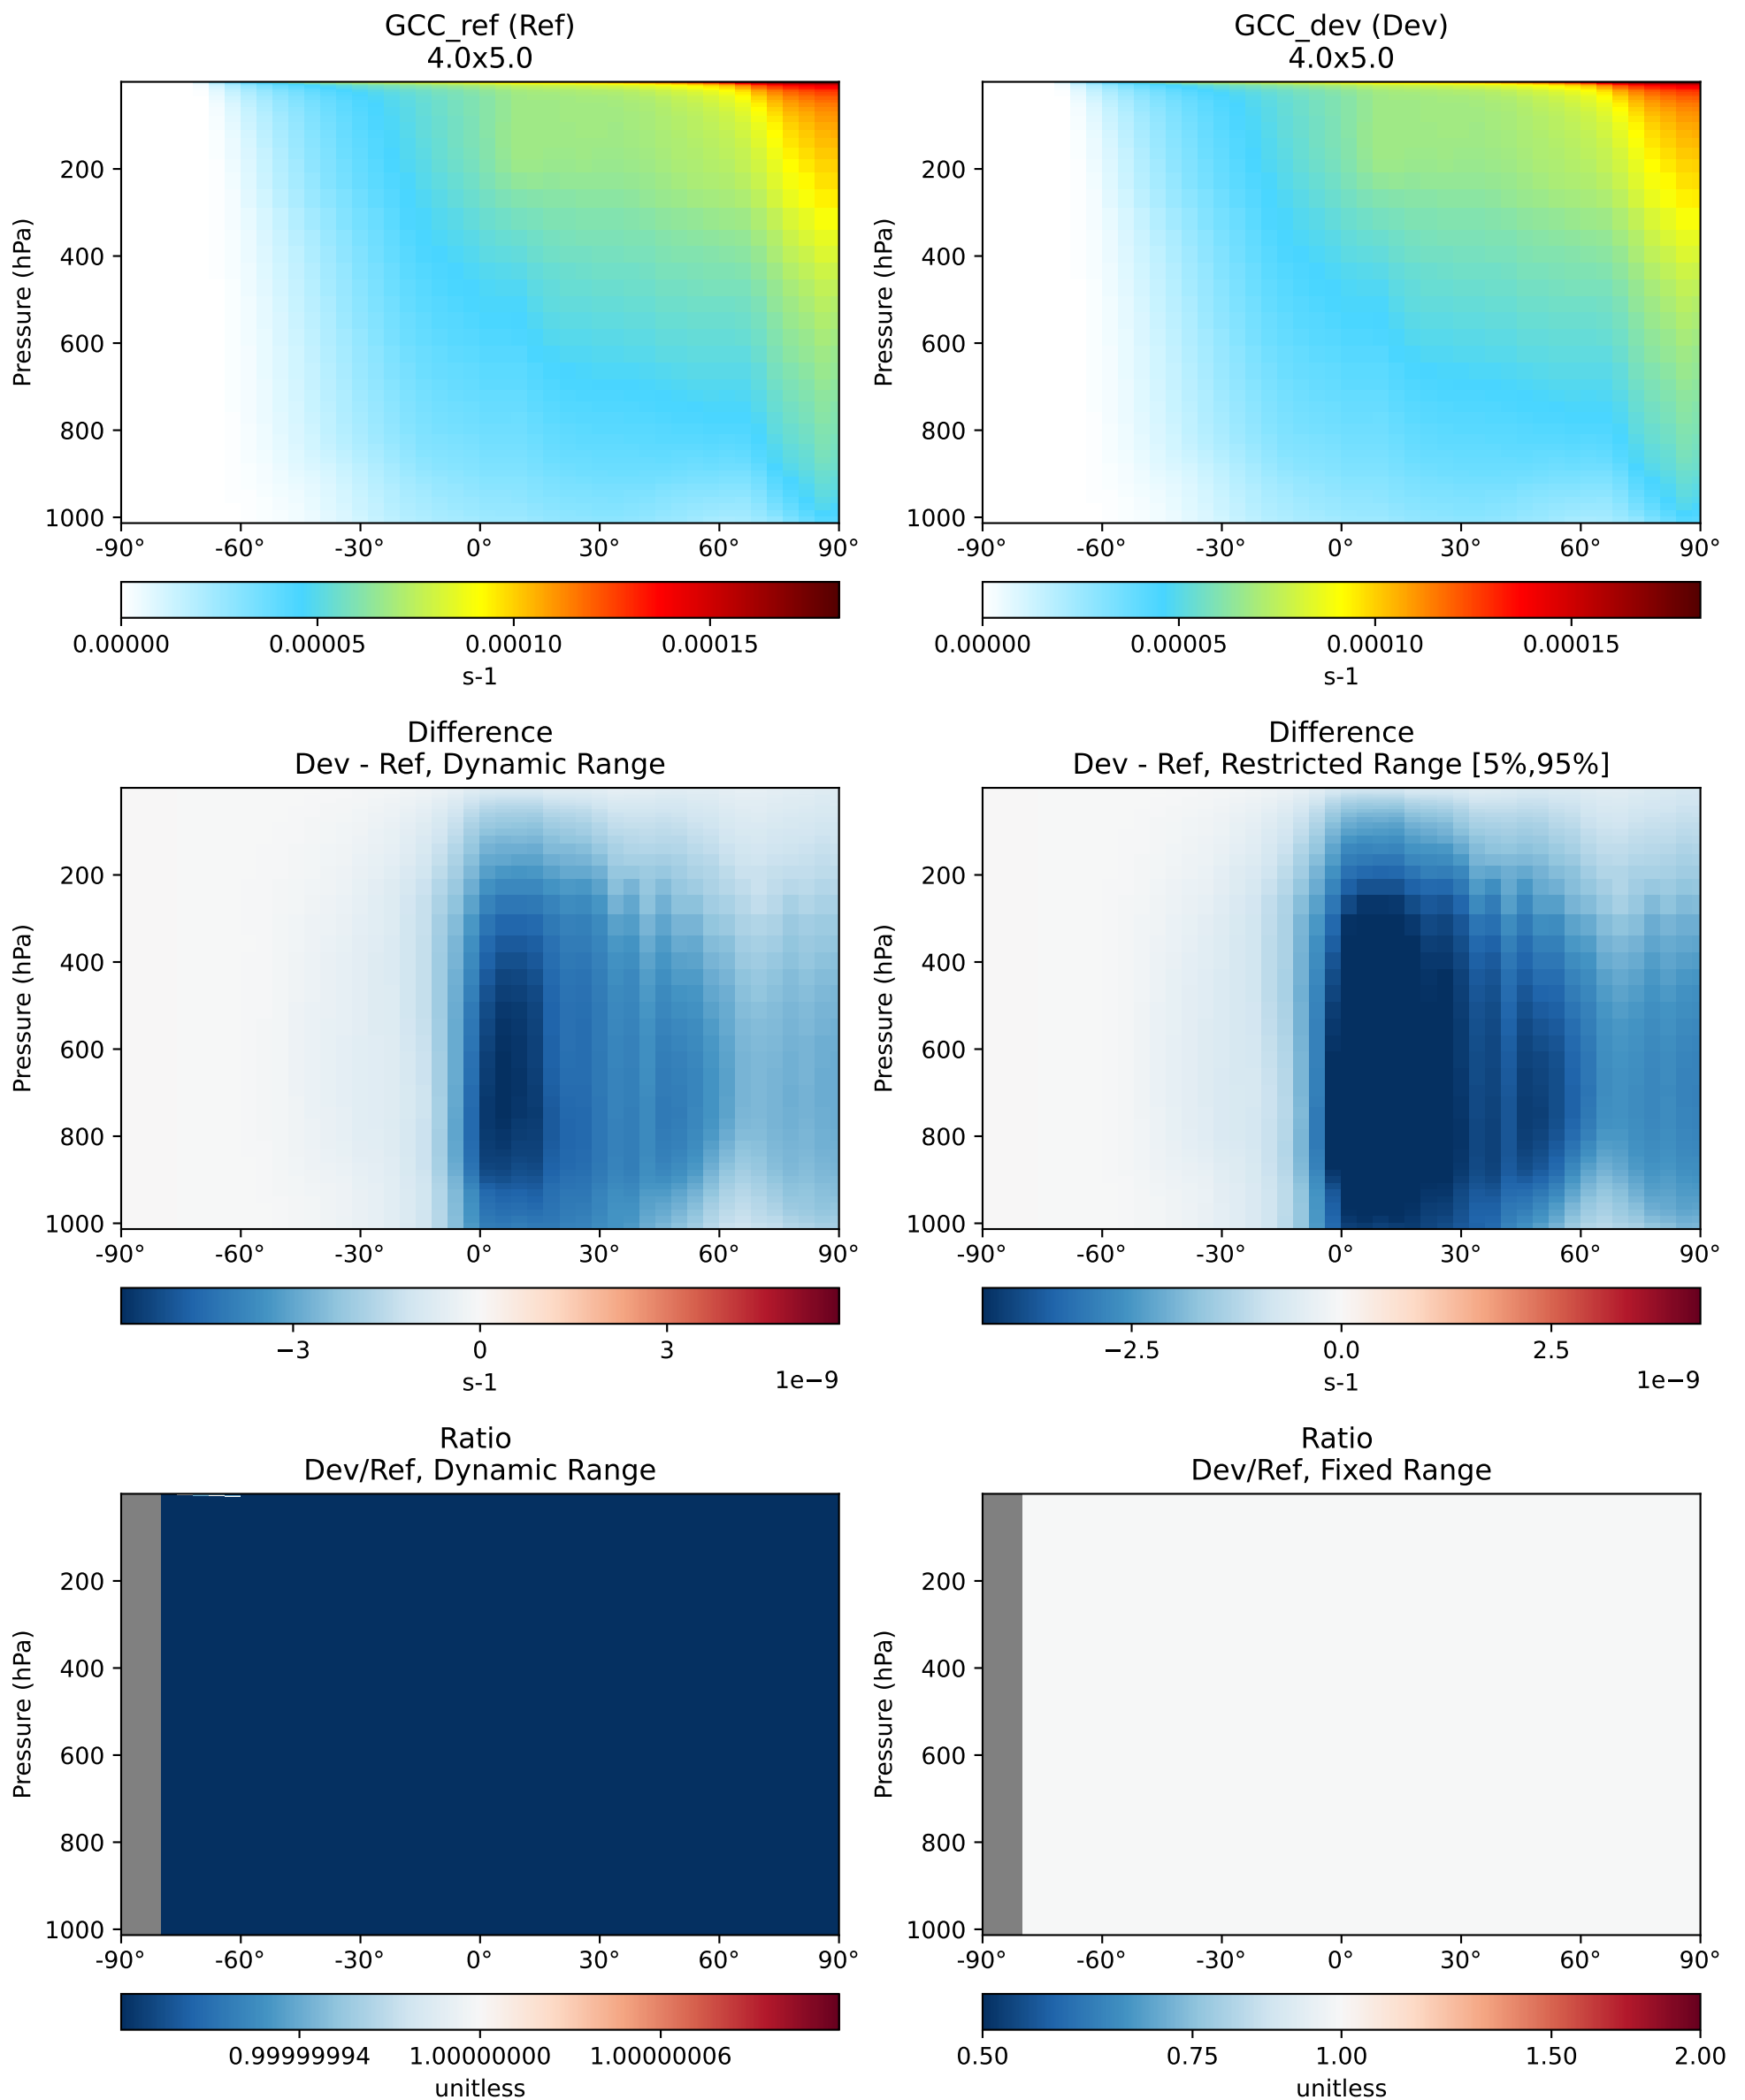 GCC_ref (Ref)
4.0x5.0
Pressure (hPa)
200
400
600
800
1000
-90° -60° -30° 0° 30° 60° 90°
0.00000 0.00005 0.00010 0.00015
s-1
GCC_dev (Dev)
4.0x5.0
Pressure (hPa)
200
400
600
800
1000
-90° -60° -30° 0° 30° 60° 90°
0.00000 0.00005 0.00010 0.00015
s-1
Difference
Dev - Ref, Dynamic Range
Pressure (hPa)
200
400
600
800
1000
-90° -60° -30° 0° 30° 60° 90°
−3 0 3
s-1 1e−9
Difference
Dev - Ref, Restricted Range [5%,95%]
Pressure (hPa)
200
400
600
800
1000
-90° -60° -30° 0° 30° 60° 90°
−2.5 0.0 2.5
s-1 1e−9
Ratio
Dev/Ref, Dynamic Range
Pressure (hPa)
200
400
600
800
1000
-90° -60° -30° 0° 30° 60° 90°
0.99999994 1.00000000 1.00000006
unitless
Ratio
Dev/Ref, Fixed Range
Pressure (hPa)
200
400
600
800
1000
-90° -60° -30° 0° 30° 60° 90°
0.50 0.75 1.00 1.50 2.00
unitless